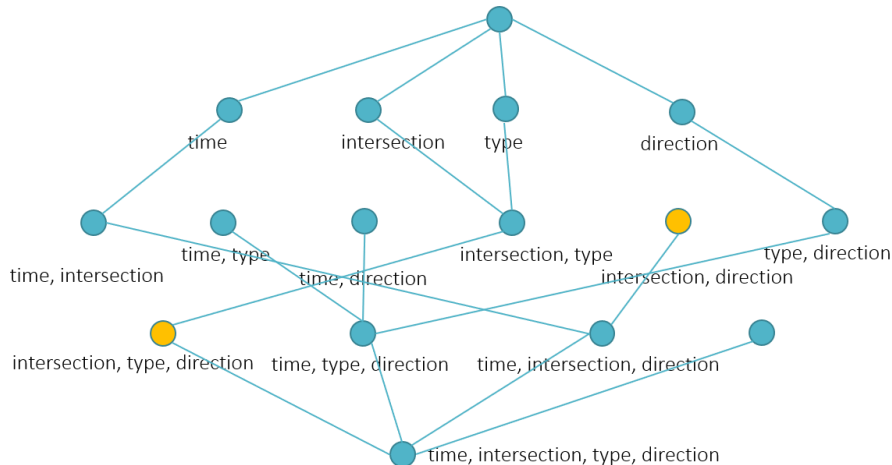 time
intersection
type
direction
time, intersection
time, type
time, direction
intersection, type
intersection, direction
type, direction
intersection, type, direction
time, type, direction
time, intersection, direction
time, intersection, type, direction